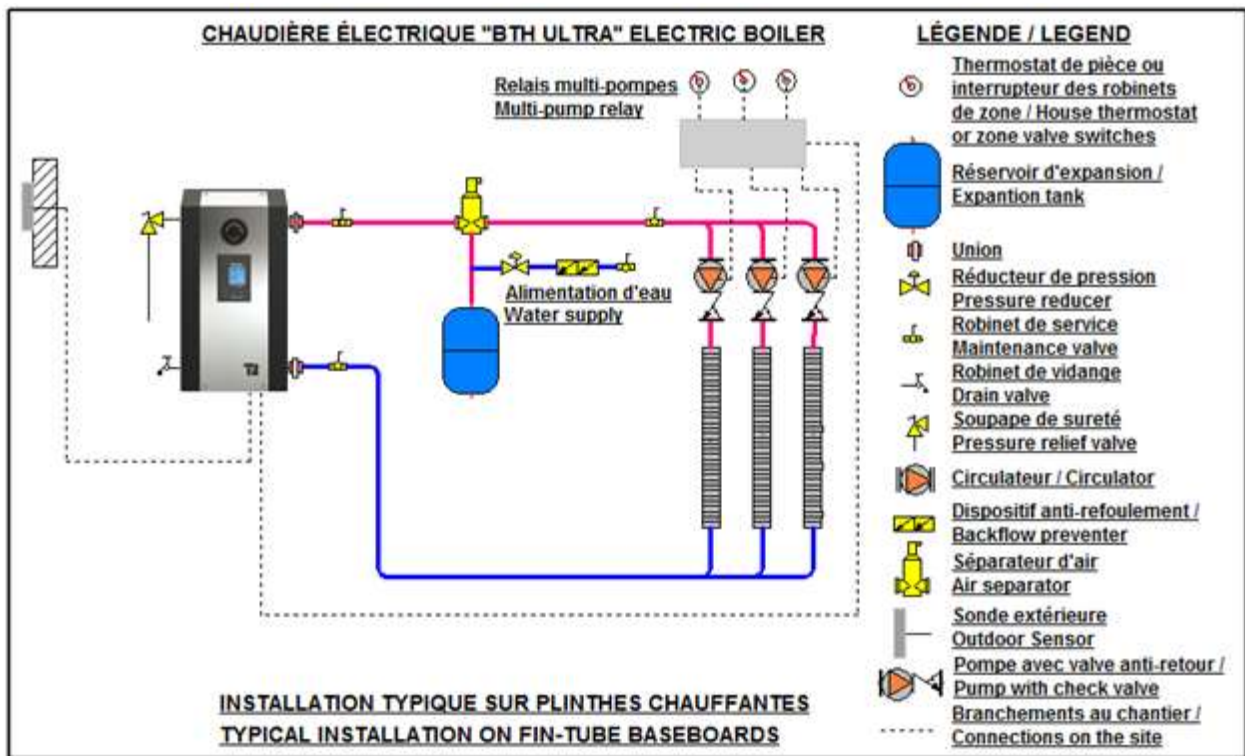 CHAUDIÈRE ÉLECTRIQUE "BTH ULTRA" ELECTRIC BOILER
Relais multi-pompes
Multi-pump relay
Alimentation d'eau
Water supply
INSTALLATION TYPIQUE SUR PLINTHES CHAUFFANTES
TYPICAL INSTALLATION ON FIN-TUBE BASEBOARDS
LÉGENDE / LEGEND
Thermostat de pièce ou
interrupteur des robinets
de zone / House thermostat
or zone valve switches
Réservoir d'expansion /
Expantion tank
Union
Réducteur de pression
Pressure reducer
Robinet de service
Maintenance valve
Robinet de vidange
Drain valve
Soupape de sureté
Pressure relief valve
Circulateur / Circulator
Dispositif anti-refoulement /
Backflow preventer
Séparateur d'air
Air separator
Sonde extérieure
Outdoor Sensor
Pompe avec valve anti-retour /
Pump with check valve
Branchements au chantier /
Connections on the site